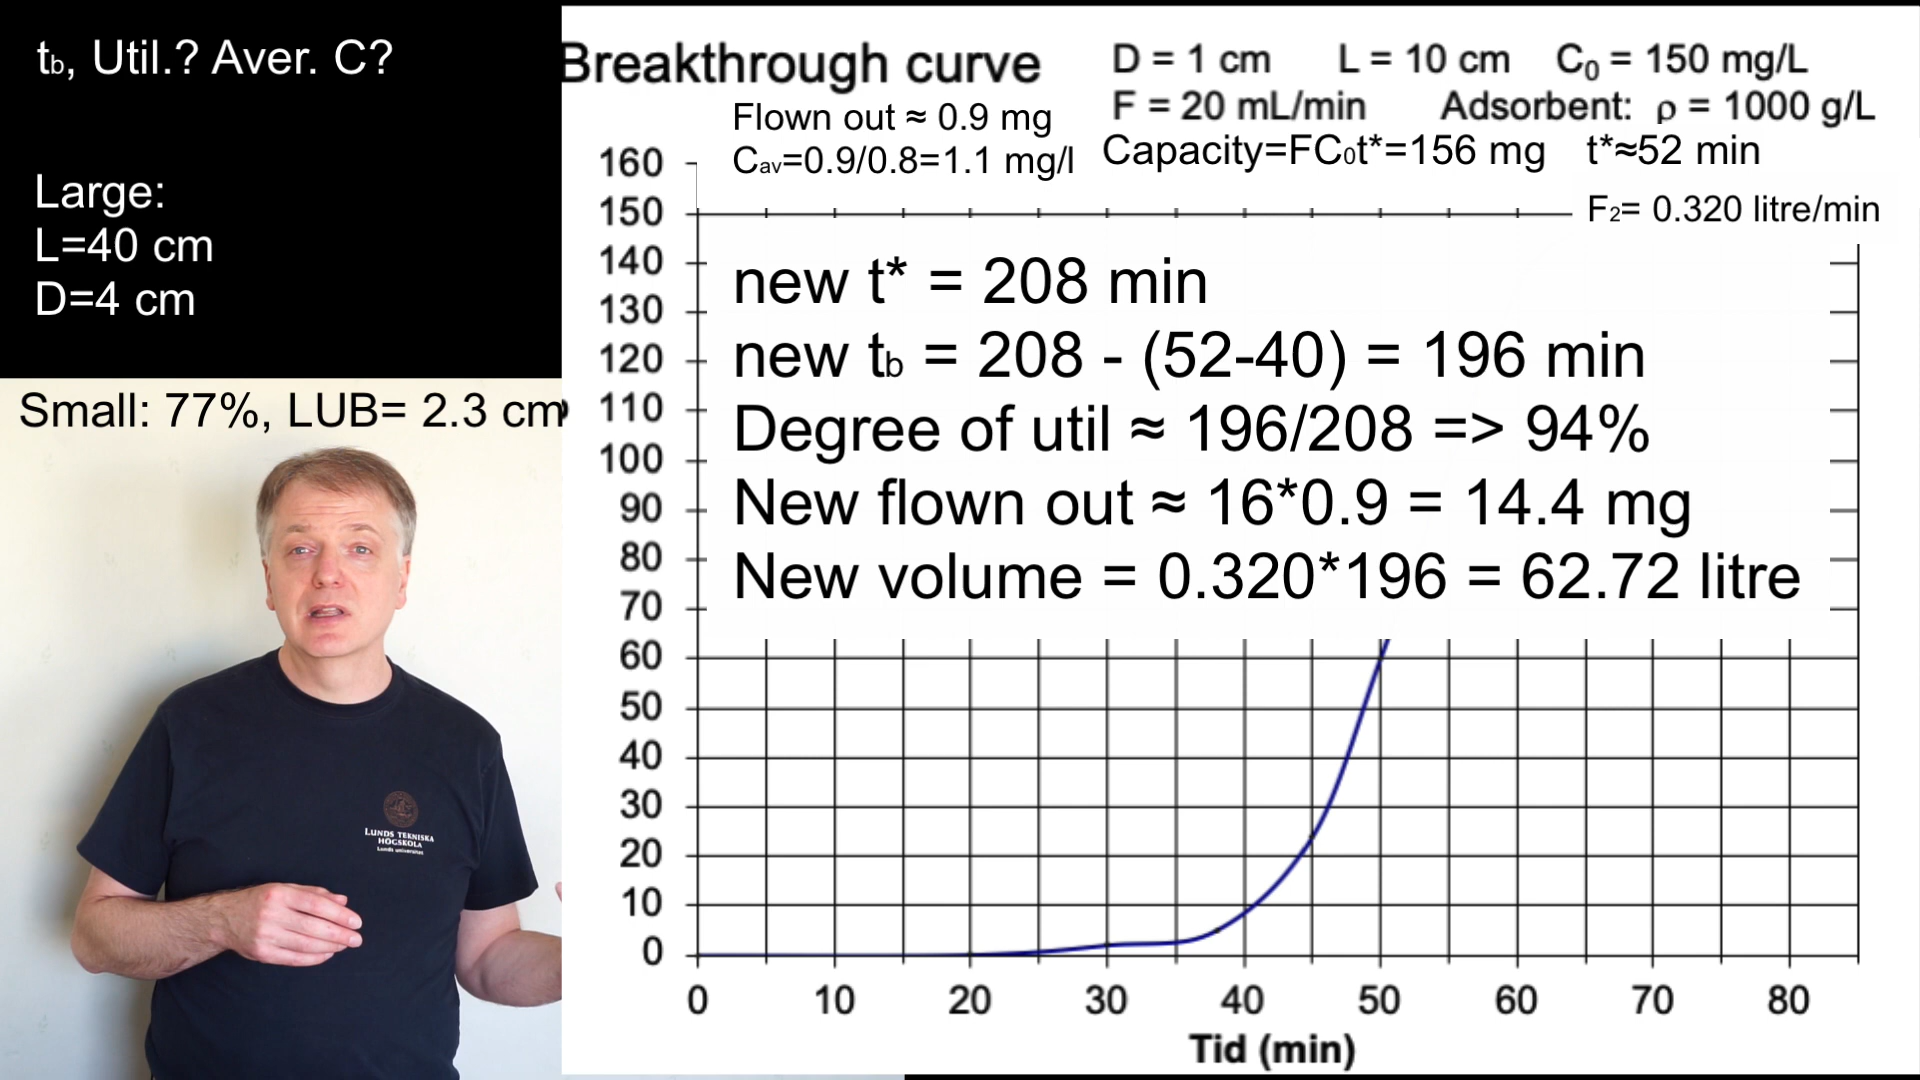 tb, Util.? Aver. C?
Large:
L=40 cm
D=4 cm
Small: 77%, LUB= 2.3 cm
LUNDS TEKNISKA
HÖGSKOLA
Lunds universitet
Breakthrough curve
D = 1 cm L = 10 cm C0 = 150 mg/L
F = 20 mL/min Adsorbent: ρ = 1000 g/L
Flown out ≈ 0.9 mg
Cav=0.9/0.8=1.1 mg/l
Capacity=FC0t*=156 mg t*≈52 min
F2= 0.320 litre/min
new t* = 208 min
new tb = 208 - (52-40) = 196 min
Degree of util ≈ 196/208 => 94%
New flown out ≈ 16*0.9 = 14.4 mg
New volume = 0.320*196 = 62.72 litre
160
150
140
130
120
110
100
90
80
70
60
50
40
30
20
10
0
0 10 20 30 40 50 60 70 80
Tid (min)